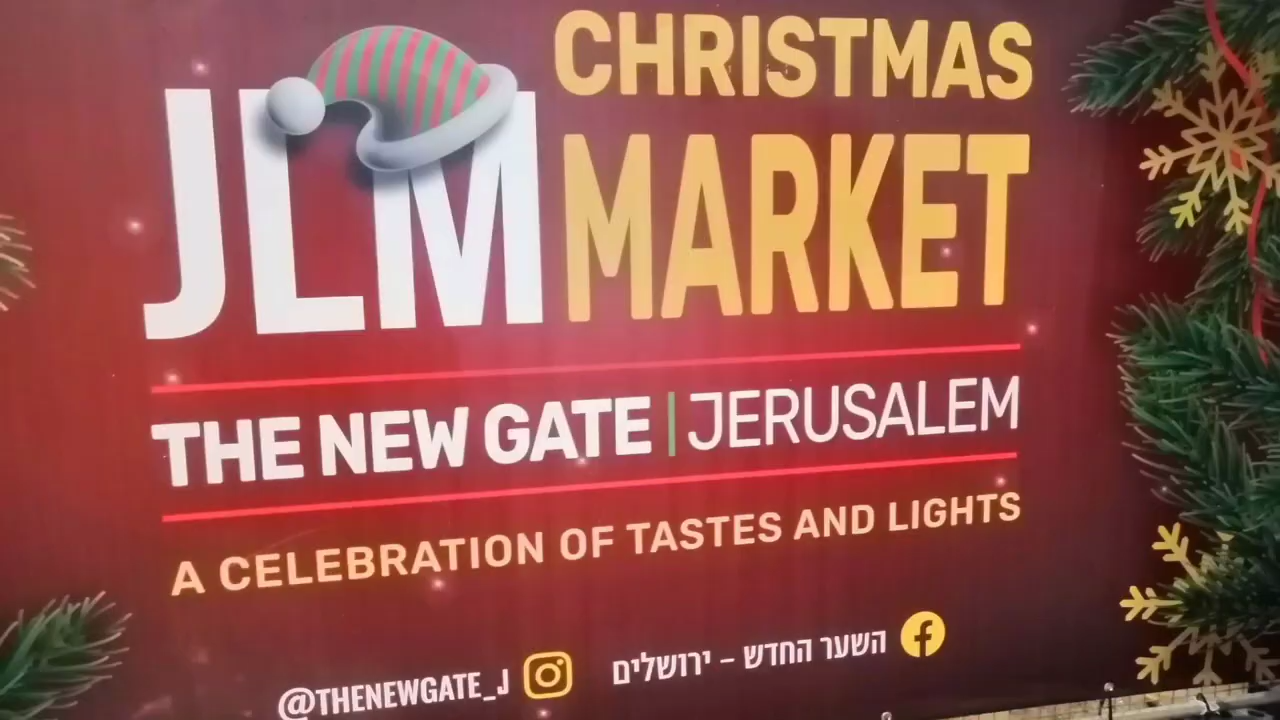 JLM CHRISTMAS
MARKET
THE NEW GATE | JERUSALEM
A CELEBRATION OF TASTES AND LIGHTS
@THENEWGATE_J
השער החדש – ירושלים